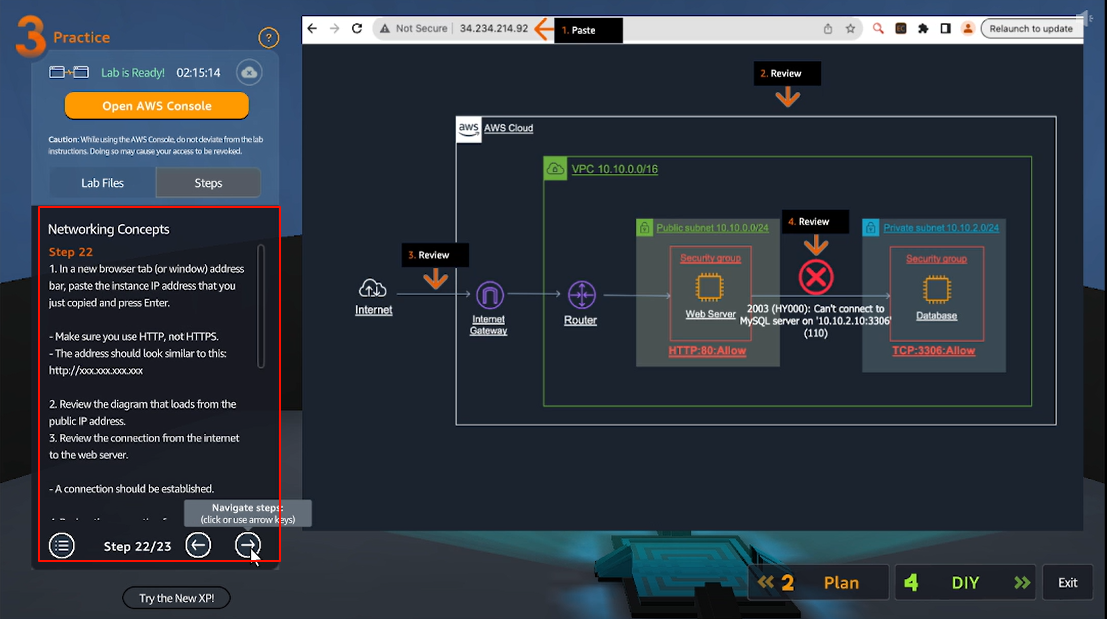 3 Practice
?
Lab is Ready! 02:15:14
Open AWS Console
Caution: While using the AWS Console, do not deviate from the lab
instructions. Doing so may cause your access to be revoked.
Lab Files
Steps
Networking Concepts
Step 22
1. In a new browser tab (or window) address
bar, paste the instance IP address that you
just copied and press Enter.
- Make sure you use HTTP, not HTTPS.
- The address should look similar to this:
http://xxx.xxx.xxx.xxx
2. Review the diagram that loads from the
public IP address.
3. Review the connection from the internet
to the web server.
- A connection should be established.
Navigate steps:
(click or use arrow keys)
Step 22/23
Try the New XP!
Not Secure
34.234.214.92
1. Paste
Relaunch to update
2. Review
aws
AWS Cloud
VPC 10.10.0.0/16
Public subnet 10.10.0.0/24
4. Review
Private subnet 10.10.2.0/24
3. Review
Security group
Security group
Internet
Internet
Gateway
Router
Web Server
2003 (HY000): Can't connect to
MySQL server on '10.10.2.10:3306'
(110)
Database
HTTP:80:Allow
TCP:3306:Allow
2 Plan
4 DIY
Exit